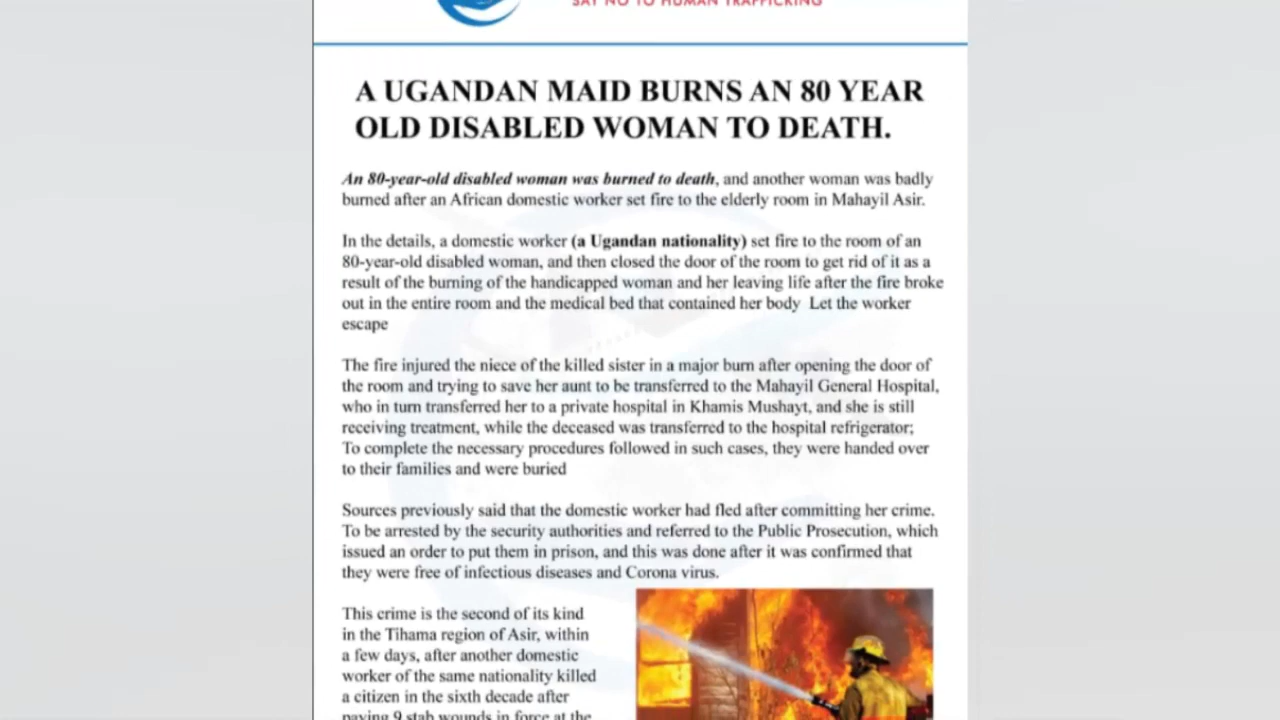 SAY NO TO HUMAN TRAFFICKING
A UGANDAN MAID BURNS AN 80 YEAR
OLD DISABLED WOMAN TO DEATH.
An 80-year-old disabled woman was burned to death, and another woman was badly
burned after an African domestic worker set fire to the elderly room in Mahayil Asir.
In the details, a domestic worker (a Ugandan nationality) set fire to the room of an
80-year-old disabled woman, and then closed the door of the room to get rid of it as a
result of the burning of the handicapped woman and her leaving life after the fire broke
out in the entire room and the medical bed that contained her body Let the worker
escape
The fire injured the niece of the killed sister in a major burn after opening the door of
the room and trying to save her aunt to be transferred to the Mahayil General Hospital,
who in turn transferred her to a private hospital in Khamis Mushayt, and she is still
receiving treatment, while the deceased was transferred to the hospital refrigerator;
To complete the necessary procedures followed in such cases, they were handed over
to their families and were buried
Sources previously said that the domestic worker had fled after committing her crime.
To be arrested by the security authorities and referred to the Public Prosecution, which
issued an order to put them in prison, and this was done after it was confirmed that
they were free of infectious diseases and Corona virus.
This crime is the second of its kind
in the Tihama region of Asir, within
a few days, after another domestic
worker of the same nationality killed
a citizen in the sixth decade after
paying 9 stab wounds in force at the